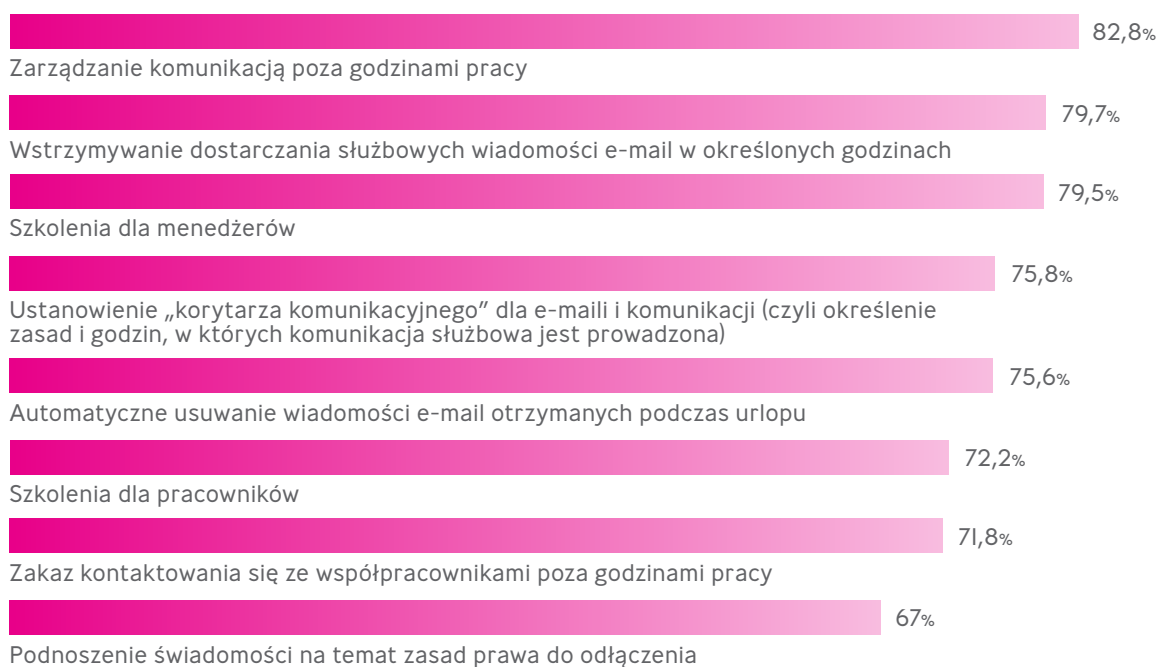 82,8%
Zarządzanie komunikacją poza godzinami pracy
79,7%
Wstrzymywanie dostarczania służbowych wiadomości e-mail w określonych godzinach
79,5%
Szkolenia dla menedżerów
75,8%
Ustanowienie „korytarza komunikacyjnego” dla e-maili i komunikacji (czyli określenie
zasad i godzin, w których komunikacja służbowa jest prowadzona)
75,6%
Automatyczne usuwanie wiadomości e-mail otrzymanych podczas urlopu
72,2%
Szkolenia dla pracowników
71,8%
Zakaz kontaktowania się ze współpracownikami poza godzinami pracy
67%
Podnoszenie świadomości na temat zasad prawa do odłączenia